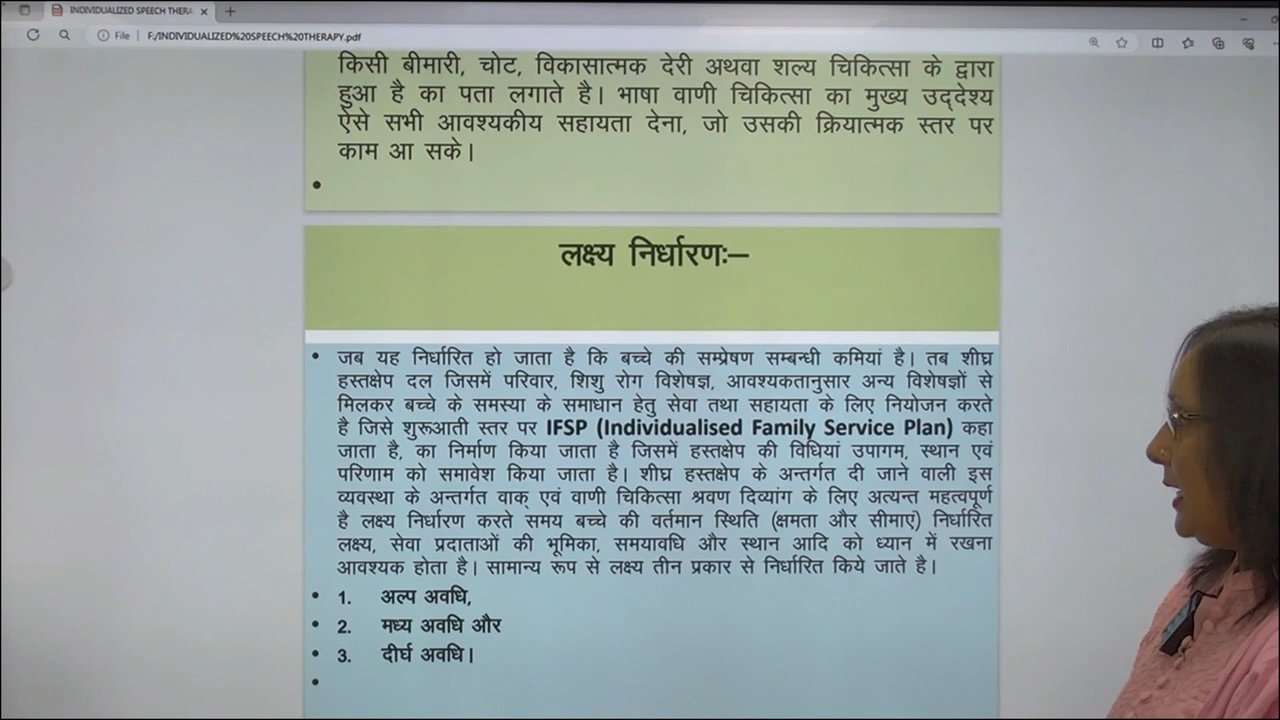 INDIVIDUALIZED SPEECH THERA
File | F:/INDIVIDUALIZED%20SPEECH%20THERAPY.pdf
किसी बीमारी, चोट, विकासात्मक देरी अथवा शल्य चिकित्सा के द्वारा
हुआ है का पता लगाते है। भाषा वाणी चिकित्सा का मुख्य उद्देश्य
ऐसे सभी आवश्यकीय सहायता देना, जो उसकी क्रियात्मक स्तर पर
काम आ सके।
•
लक्ष्य निर्धारणः–
• जब यह निर्धारित हो जाता है कि बच्चे की सम्प्रेषण सम्बन्धी कमियां है। तब शीघ्र
हस्तक्षेप दल जिसमें परिवार, शिशु रोग विशेषज्ञ, आवश्यकतानुसार अन्य विशेषज्ञों से
मिलकर बच्चे के समस्या के समाधान हेतु सेवा तथा सहायता के लिए नियोजन करते
है जिसे शुरूआती स्तर पर IFSP (Individualised Family Service Plan) कहा
जाता है, का निर्माण किया जाता है जिसमें हस्तक्षेप की विधियां उपागम, स्थान एवं
परिणाम को समावेश किया जाता है। शीघ्र हस्तक्षेप के अन्तर्गत दी जाने वाली इस
व्यवस्था के अन्तर्गत वाक् एवं वाणी चिकित्सा श्रवण दिव्यांग के लिए अत्यन्त महत्वपूर्ण
है लक्ष्य निर्धारण करते समय बच्चे की वर्तमान स्थिति (क्षमता और सीमाएं) निर्धारित
लक्ष्य, सेवा प्रदाताओं की भूमिका, समयावधि और स्थान आदि को ध्यान में रखना
आवश्यक होता है। सामान्य रूप से लक्ष्य तीन प्रकार से निर्धारित किये जाते है।
• 1. अल्प अवधि,
• 2. मध्य अवधि और
• 3. दीर्घ अवधि।
•